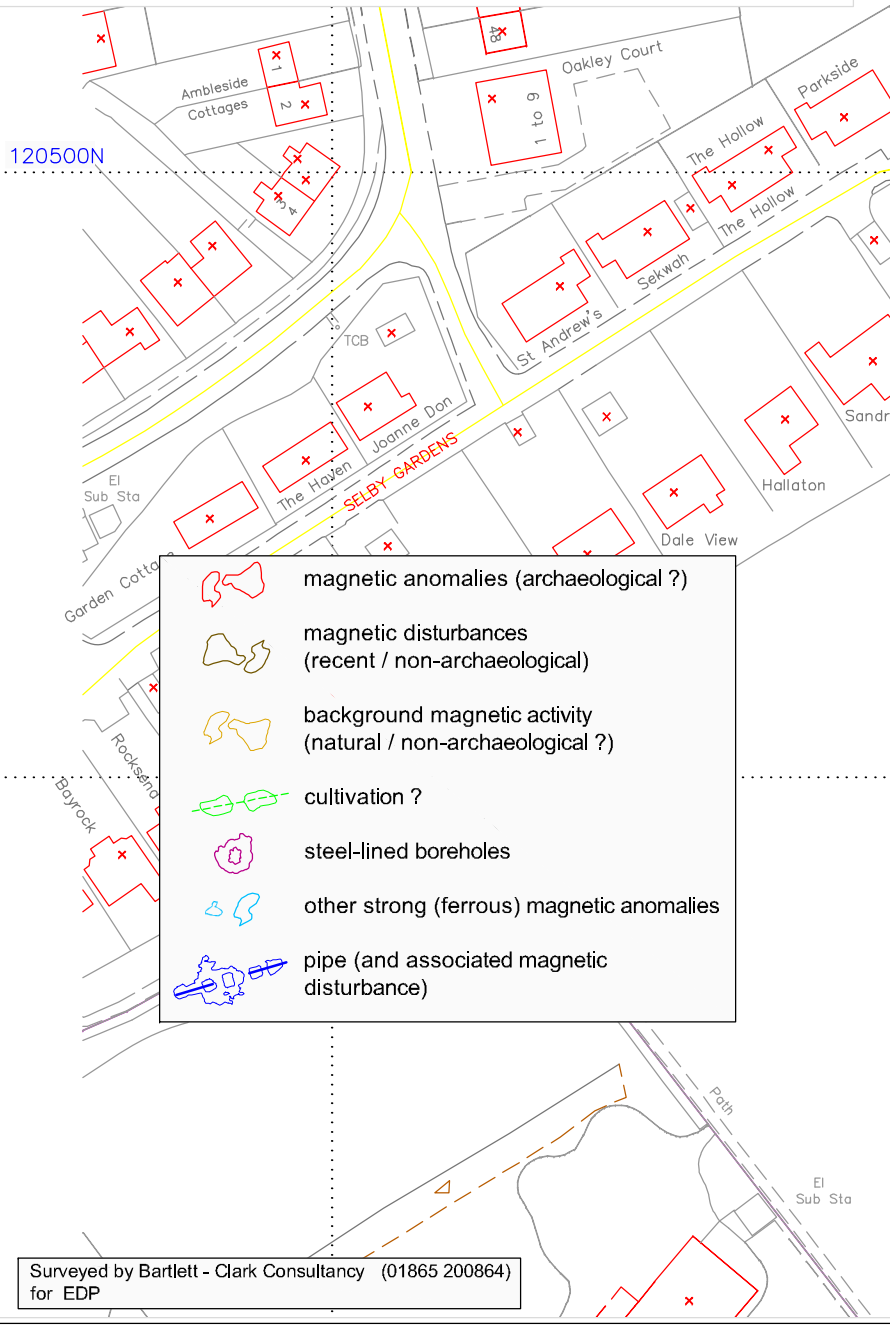 48
Oakley Court
Parkside
1
Ambleside
Cottages
2
1 to 6
The Hollow
120500N
3
4
The Hollow
Sekwah
St Andrew's
TCB
Joanne Don
Sandr
The Haven
SELBY GARDENS
El
Sub Sta
Hallaton
Dale View
Garden Cottage
magnetic anomalies (archaeological ?)
magnetic disturbances
(recent / non-archaeological)
background magnetic activity
(natural / non-archaeological ?)
Rocksend
Bayrock
cultivation ?
steel-lined boreholes
other strong (ferrous) magnetic anomalies
pipe (and associated magnetic
disturbance)
Path
El
Sub Sta
Surveyed by Bartlett - Clark Consultancy (01865 200864)
for EDP